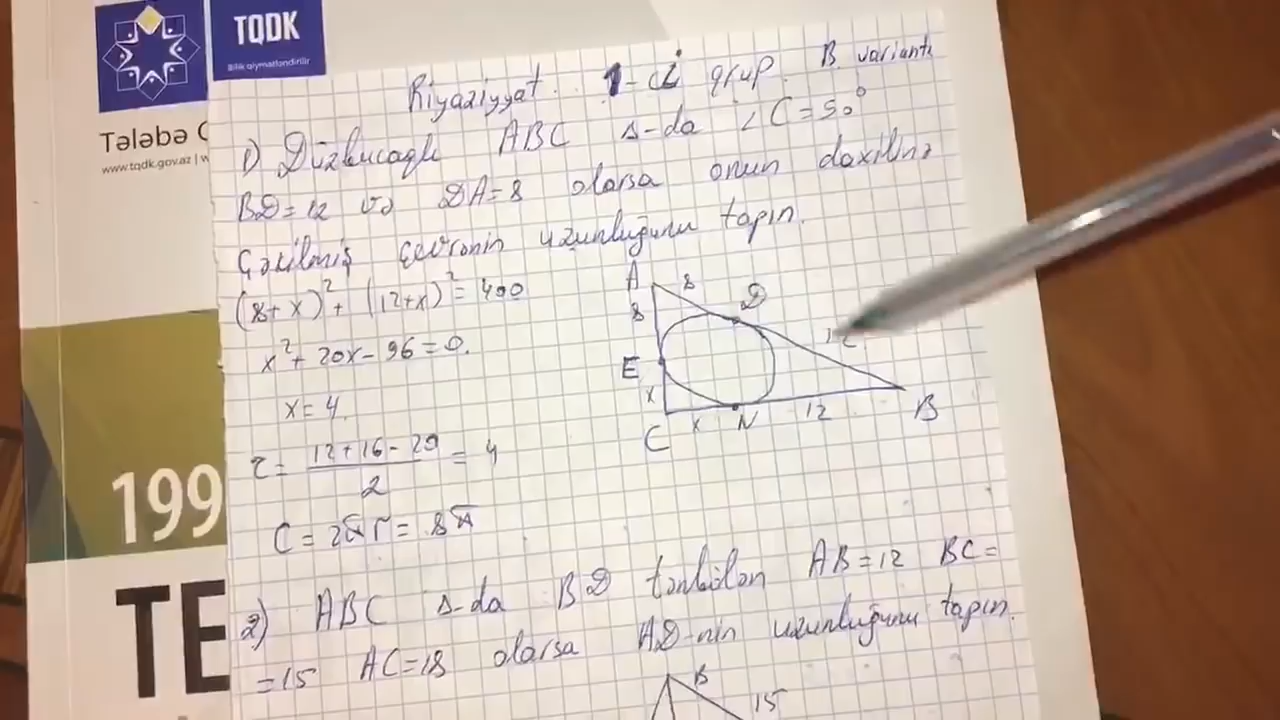 TQDK
Bilik qiymətləndirilir
Tələbə
www.tqdk.gov.az
199
TE
Riyaziyyat. 1-ci qrup. B variantı
1) Düzbucaqlı ABC Δ-da ∠C=90°
BD=12 və DA=8 olarsa onun daxilinə
Çəkilmiş çevrənin uzunluğunu tapın.
(8+x)²+(12+x)²=400
x²+20x-96=0.
x=4.
r=(12+16-20)/2=4
C=2πr=8π
A
8
D
8
12
E
x
C
x
N
12
B
2) ABC Δ-da BD tənbölən AB=12 BC=
=15 AC=18 olarsa AD-nin uzunluğunu tapın.
B
15